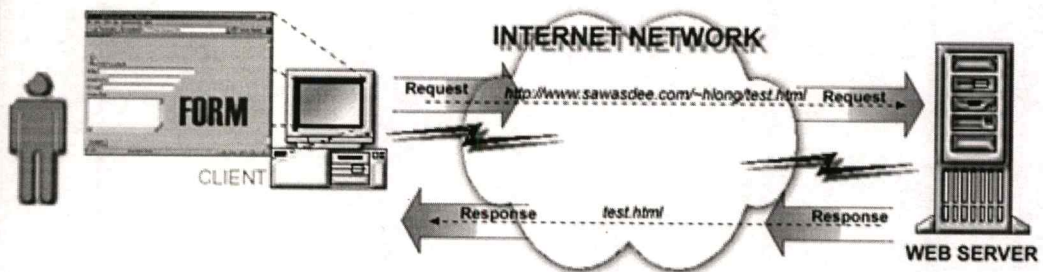 INTERNET NETWORK
Request http://www.sawasdee.com/~hlong/test.html Request
FORM
CLIENT
Response test.html Response
WEB SERVER